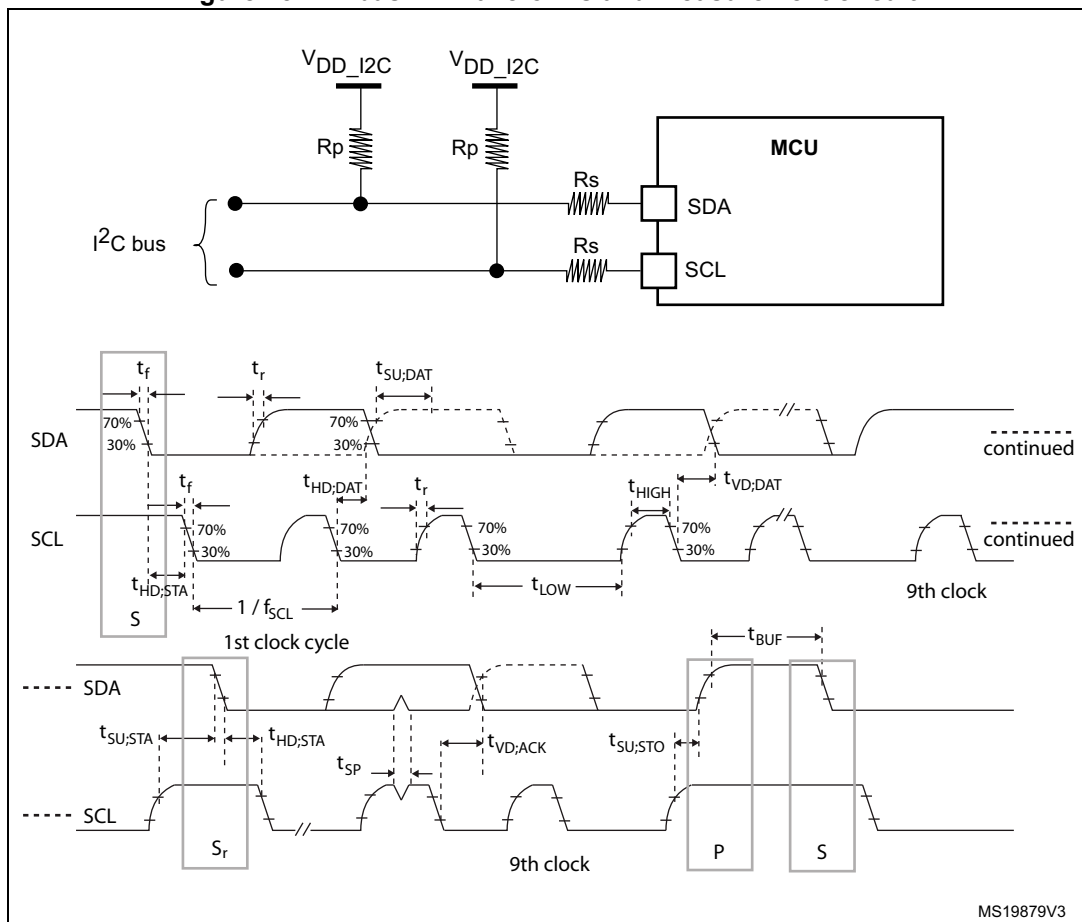 VDD_I2C VDD_I2C
Rp Rp
MCU
Rs
SDA
I2C bus
Rs
SCL
tf tr tSU;DAT
70% 70%
SDA 30% 30%
continued
tf tHD;DAT tr tHIGH tVD;DAT
SCL 70% 70% 70% 70%
30% 30% 30% 30%
continued
tHD;STA tLOW
S 1 / fSCL 9th clock
1st clock cycle
tBUF
SDA
tSU;STA tHD;STA tSP tVD;ACK tSU;STO
SCL
Sr 9th clock P S
MS19879V3